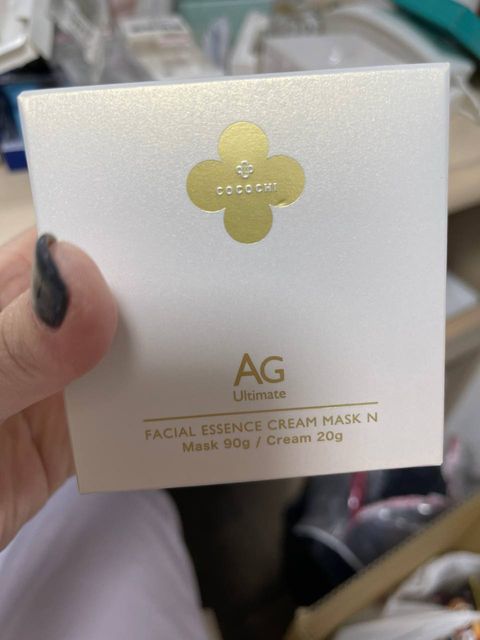 COCOCHI
AG
Ultimate
FACIAL ESSENCE CREAM MASK N
Mask 90g / Cream 20g